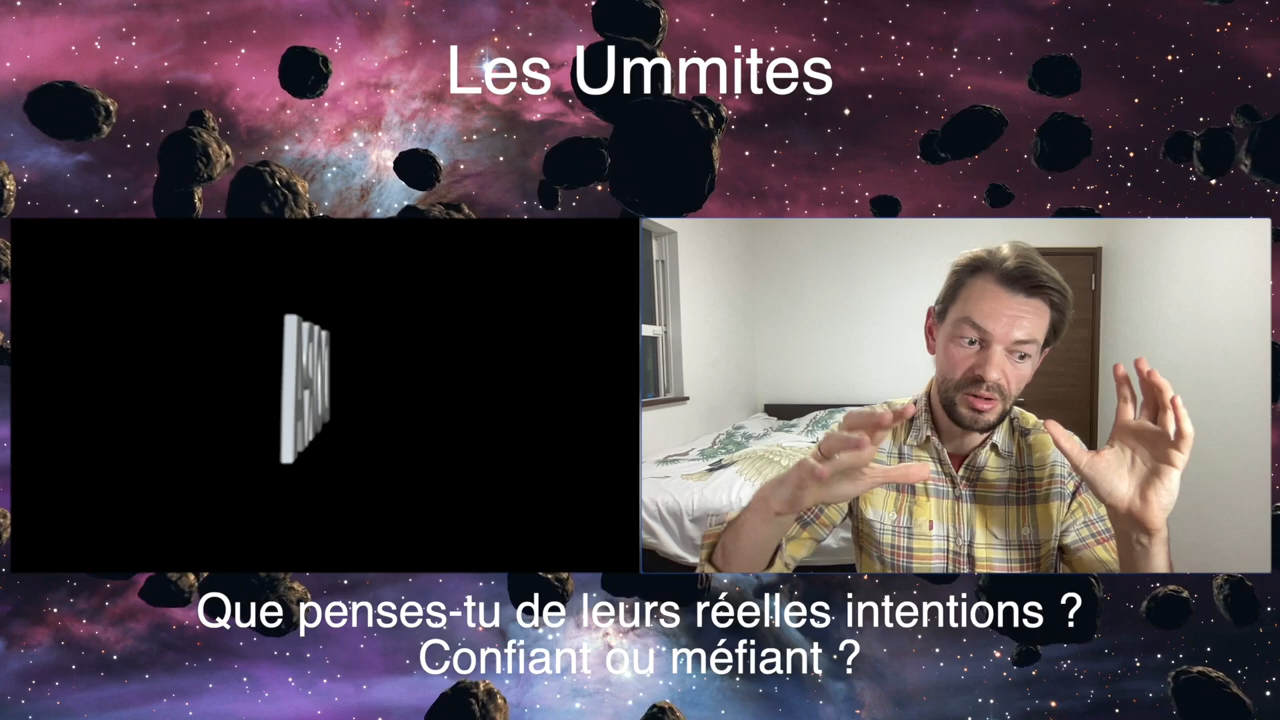 Les Ummites
Que penses-tu de leurs réelles intentions ?
Confiant ou méfiant ?